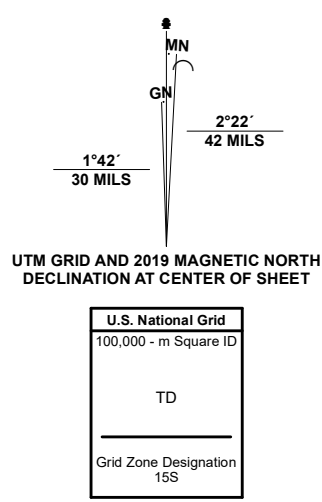 MN
GN
2°22´
42 MILS
1°42´
30 MILS
UTM GRID AND 2019 MAGNETIC NORTH
DECLINATION AT CENTER OF SHEET
U.S. National Grid
100,000 - m Square ID
TD
Grid Zone Designation
15S